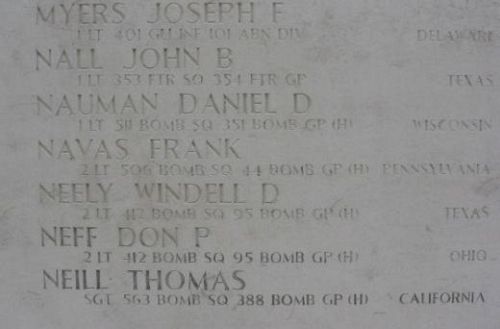 MYERS JOSEPH F
1 LT 401 GLI INF 101 ABN DIV DELAWARE
NALL JOHN B
1 LT 353 FTR SQ 354 FTR GP TEXAS
NAUMAN DANIEL D
1 LT 511 BOMB SQ 351 BOMB GP (H) WISCONSIN
NAVAS FRANK
2 LT 506 BOMB SQ 44 BOMB GP (H) PENNSYLVANIA
NEELY WINDELL D
2 LT 412 BOMB SQ 95 BOMB GP (H) TEXAS
NEFF DON P
2 LT 412 BOMB SQ 95 BOMB GP (H) OHIO
NEILL THOMAS
SGT 563 BOMB SQ 388 BOMB GP (H) CALIFORNIA